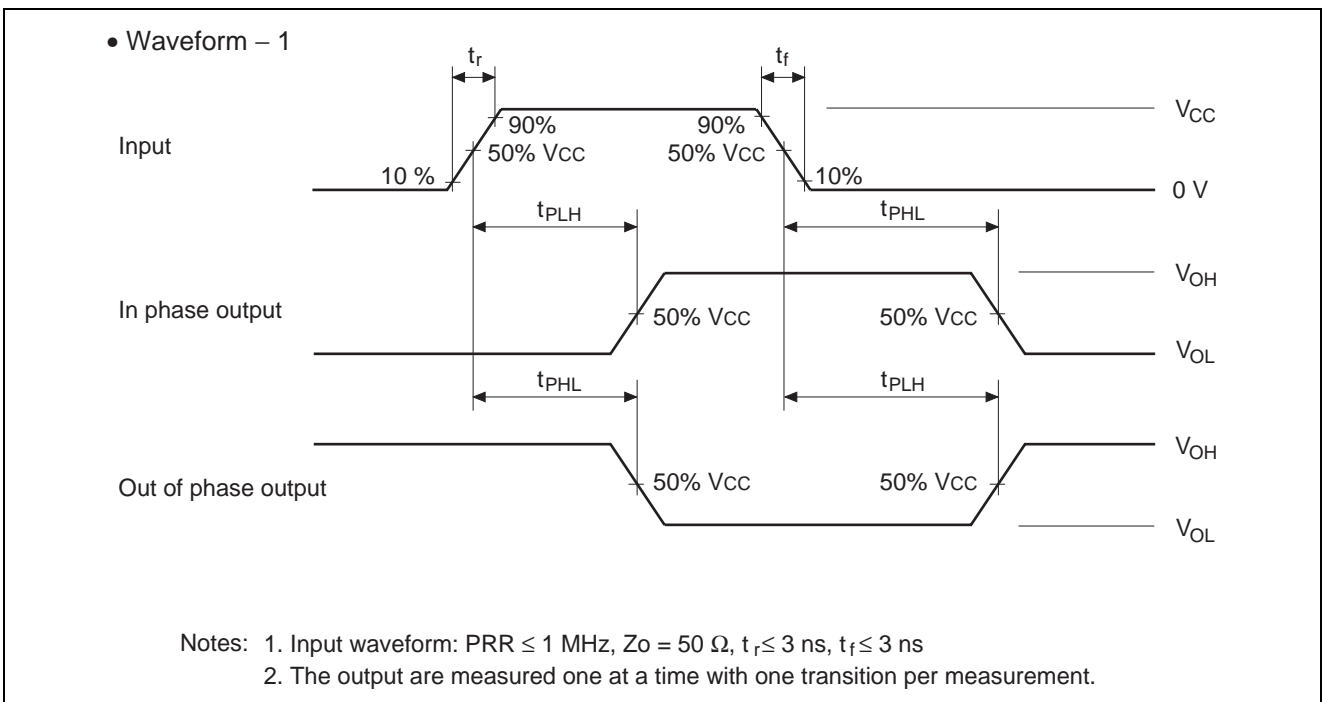 • Waveform – 1
tr
tf
VCC
Input
90%
90%
50% VCC
50% VCC
10 %
10%
0 V
tPLH
tPHL
VOH
In phase output
50% VCC
50% VCC
VOL
tPHL
tPLH
VOH
Out of phase output
50% VCC
50% VCC
VOL
Notes: 1. Input waveform: PRR ≤ 1 MHz, Zo = 50 Ω, t r ≤ 3 ns, t f ≤ 3 ns
2. The output are measured one at a time with one transition per measurement.